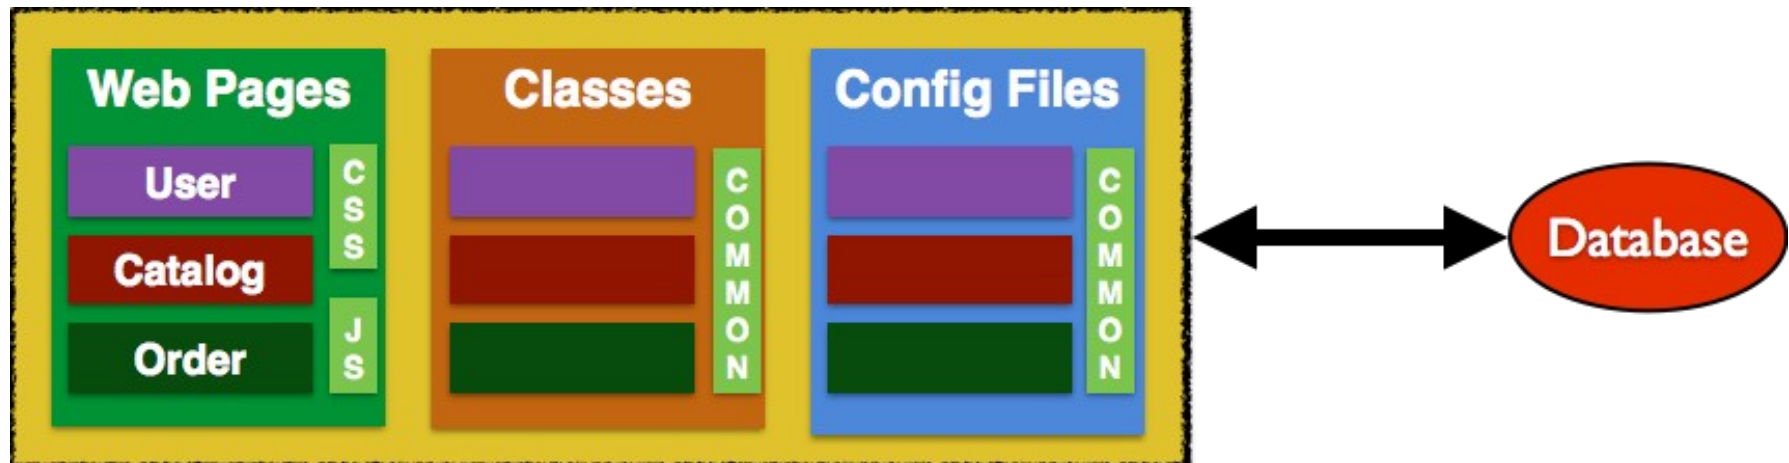 Web Pages
User
Catalog
Order
CSS
JS
Classes
COMMON
Config Files
COMMON
Database